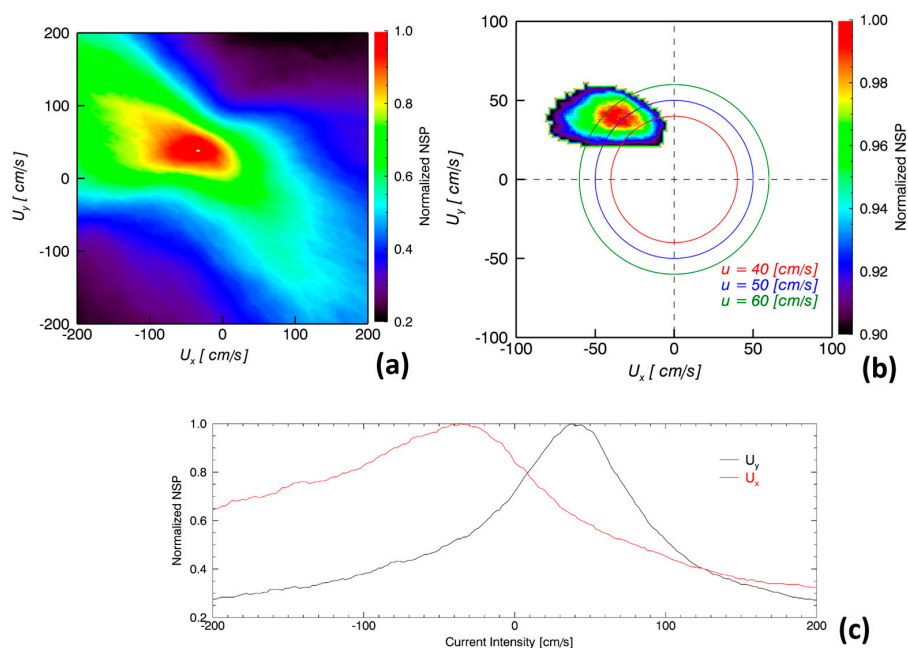 200
100
0
-100
-200
U_y [ cm/s]
-200 -100 0 100 200
U_x [ cm/s]
1.0
0.8
0.6
0.4
0.2
Normalized NSP
(a)
100
50
0
-50
-100
U_y [ cm/s]
-100 -50 0 50 100
U_x [ cm/s]
u = 40 [cm/s]
u = 50 [cm/s]
u = 60 [cm/s]
1.00
0.98
0.96
0.94
0.92
0.90
Normalized NSP
(b)
1.0
0.8
0.6
0.4
0.2
Normalized NSP
U_y
U_x
-200 -100 0 100 200
Current Intensity [cm/s]
(c)